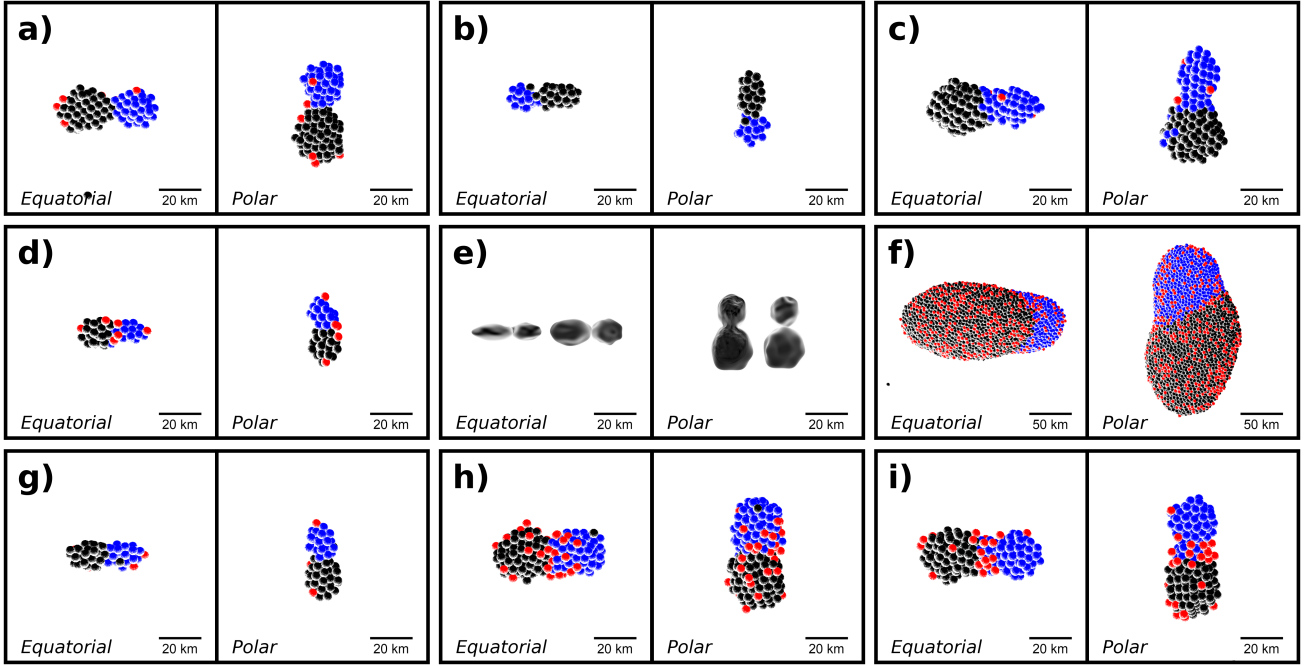 a)
Equatorial 20 km
Polar 20 km
b)
Equatorial 20 km
Polar 20 km
c)
Equatorial 20 km
Polar 20 km
d)
Equatorial 20 km
Polar 20 km
e)
Equatorial 20 km
Polar 20 km
f)
Equatorial 50 km
Polar 50 km
g)
Equatorial 20 km
Polar 20 km
h)
Equatorial 20 km
Polar 20 km
i)
Equatorial 20 km
Polar 20 km